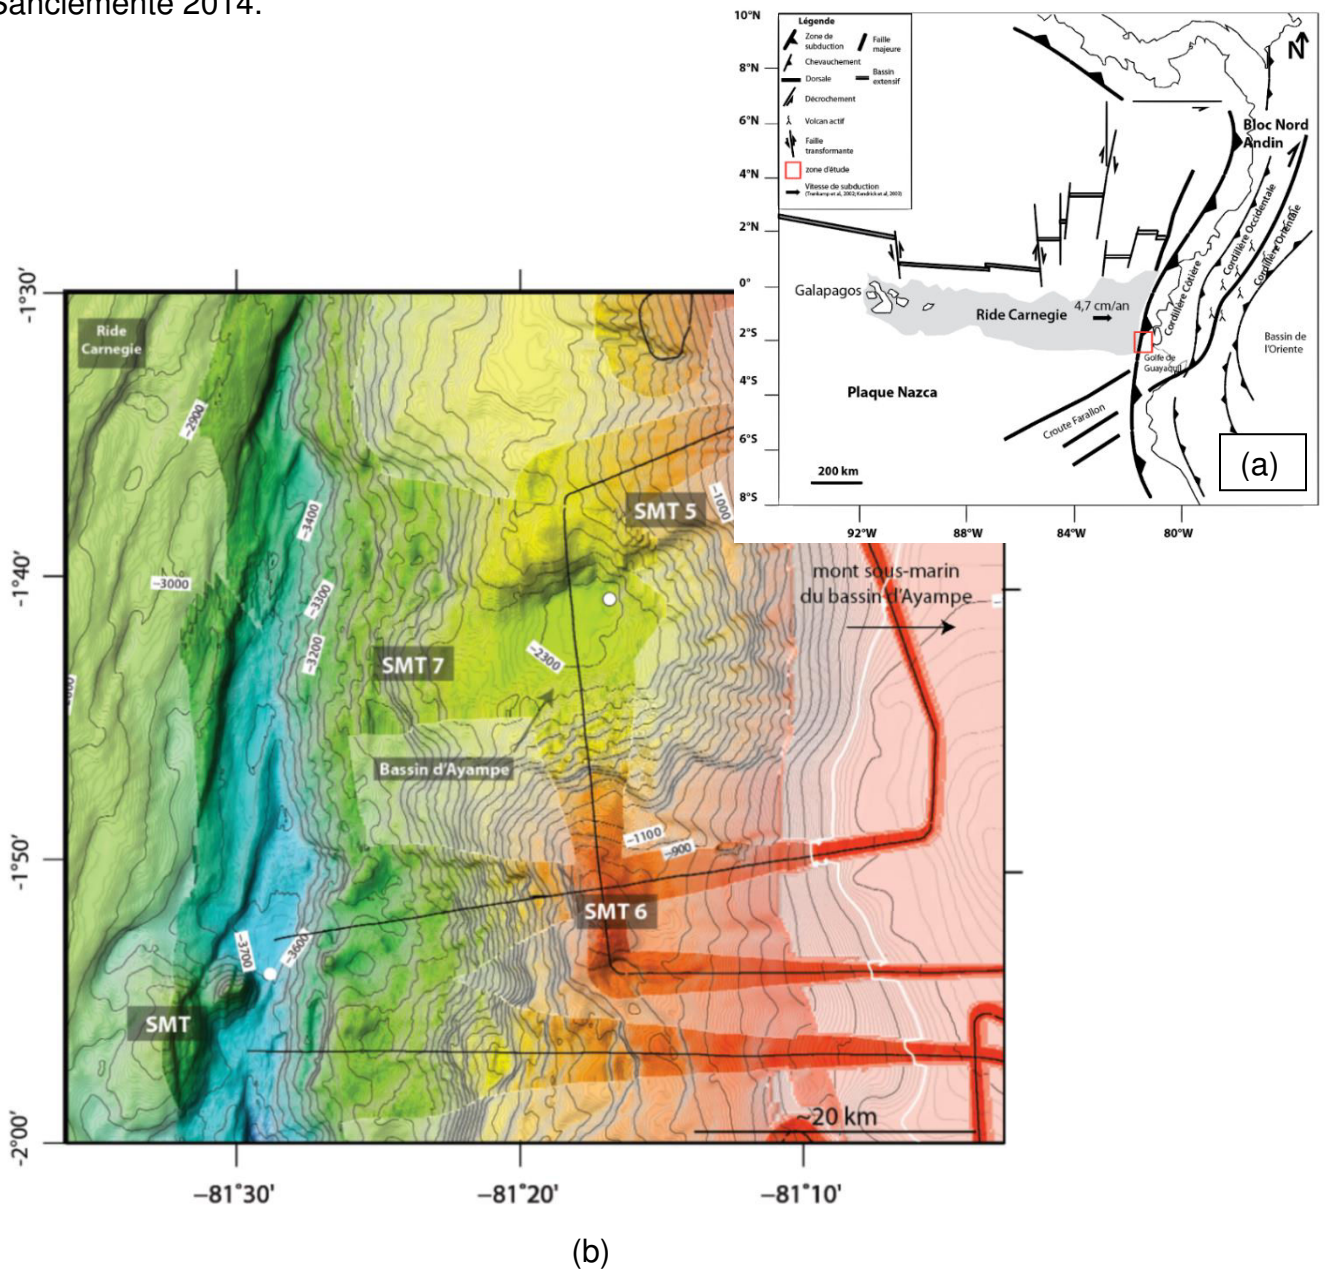 Sanclemente 2014.
10°N
8°N
6°N
4°N
2°N
0°
2°S
4°S
6°S
8°S
92°W
88°W
84°W
80°W
Légende
Zone de
subduction
Faille
majeure
Chevauchement
Dorsale
Bassin
extensif
Décrochement
Volcan actif
Faille
transformante
zone d'étude
Vitesse de subduction
N
Bloc Nord
Andin
Cordillère Occidentale
Cordillère Orientale
Cordillère Côtière
Galapagos
Ride Carnegie
4,7 cm/an
Golfe de
Guayaquil
Bassin de
l'Oriente
Plaque Nazca
Croute Farallon
200 km
(a)
-1°30'
-1°40'
-1°50'
-2°00'
Ride
Carnegie
-2900
-3400
-3000
-3300
-3200
SMT 5
-1000
mont sous-marin
du bassin d'Ayampe
SMT 7
-2300
Bassin d'Ayampe
-1100
-900
SMT 6
-3700
-3600
SMT
~20 km
-81°30'
-81°20'
-81°10'
(b)